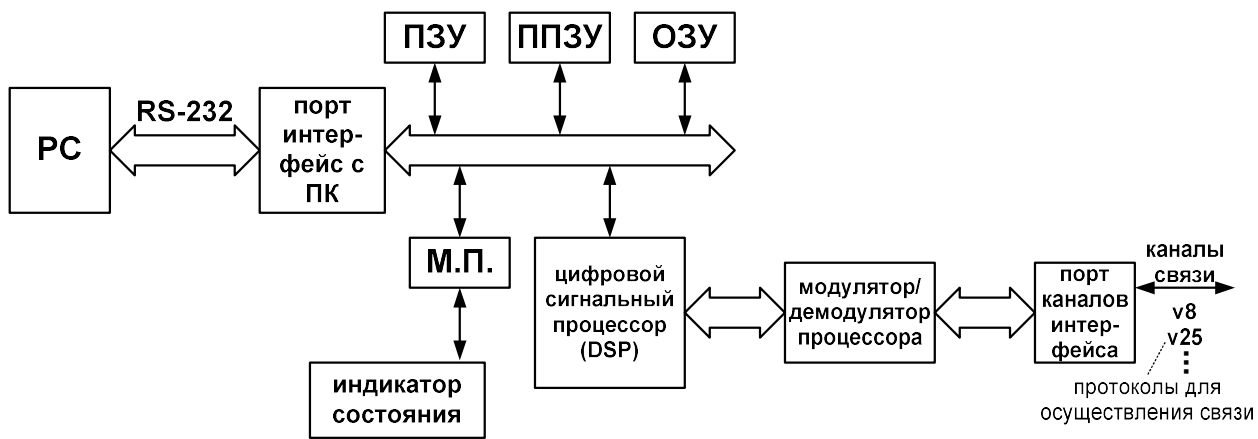 ПЗУ
ППЗУ
ОЗУ
PC
RS-232
порт
интер-
фейс с
ПК
М.П.
индикатор
состояния
цифровой
сигнальный
процессор
(DSP)
модулятор/
демодулятор
процессора
порт
каналов
интер-
фейса
каналы
связи
v8
v25
протоколы для
осуществления связи